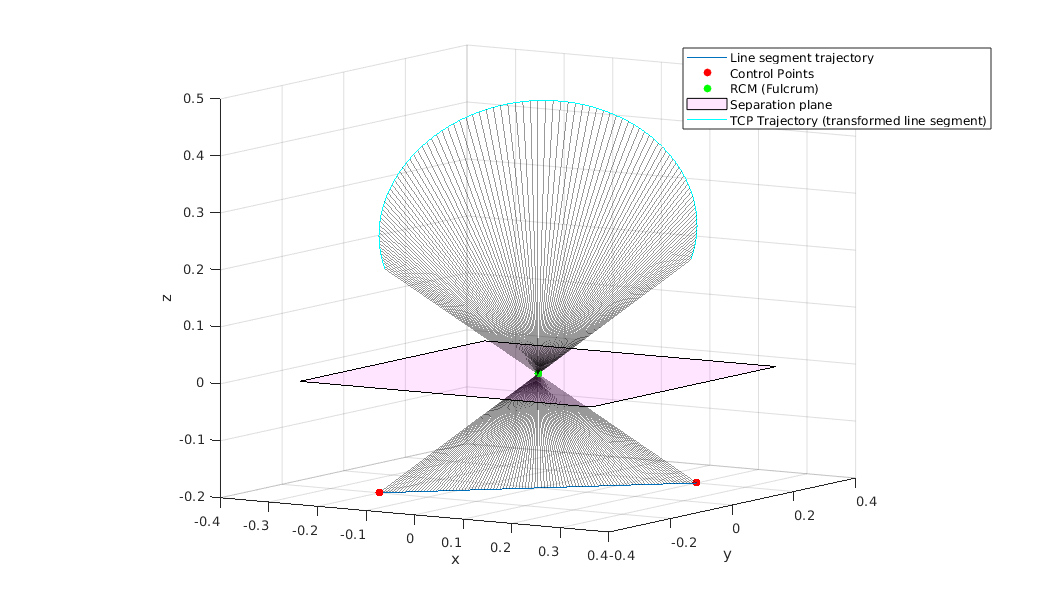 Line segment trajectory
Control Points
RCM (Fulcrum)
Separation plane
TCP Trajectory (transformed line segment)
0.5
0.4
0.3
0.2
0.1
0
-0.1
-0.2
z
-0.4
-0.3
-0.2
-0.1
0
0.1
0.2
0.3
0.4
x
-0.4
-0.2
0
0.2
0.4
y